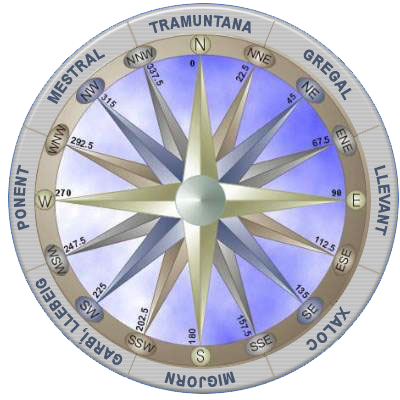 TRAMUNTANA
GREGAL
LLEVANT
XALOC
MIGJORN
GARBÍ, LLEBEIG
PONENT
MESTRAL
N
NNE
NE
ENE
E
ESE
SE
SSE
S
SSW
SW
WSW
W
WNW
NW
NNW
0
22.5
45
67.5
90
112.5
135
157.5
180
202.5
225
247.5
270
292.5
315
337.5